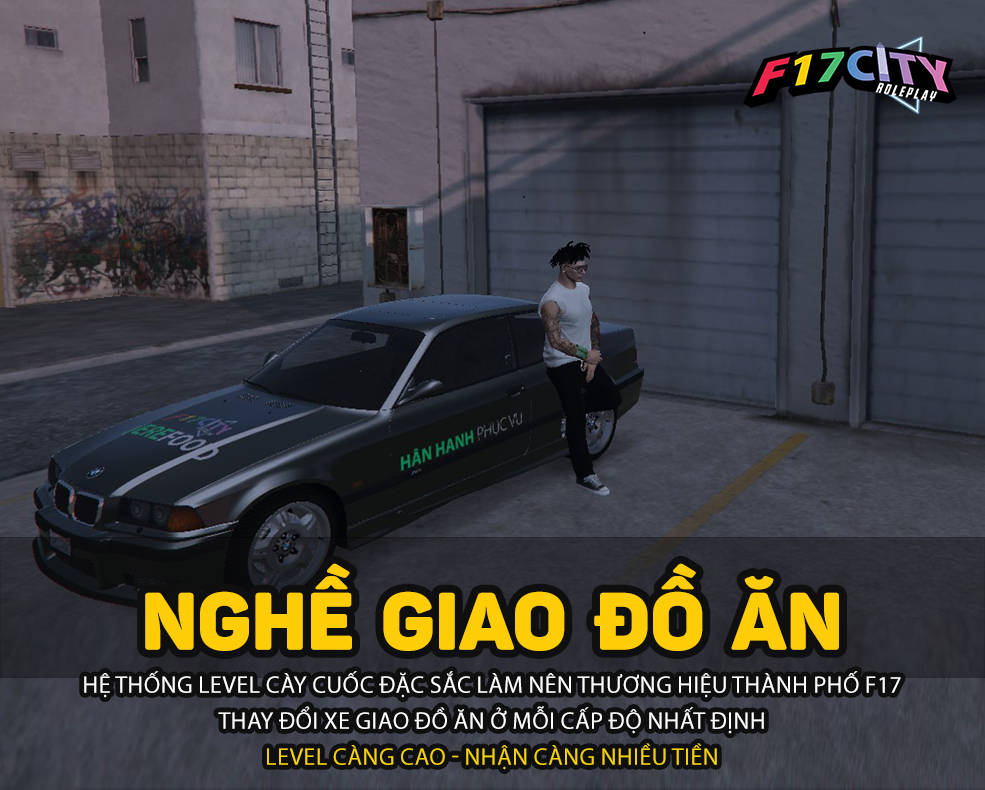 F17CITY
ROLEPLAY
F17CITY
BEREFOOD
HÂN HẠNH PHỤC VỤ
NGHỀ GIAO ĐỒ ĂN
HỆ THỐNG LEVEL CÀY CUỐC ĐẶC SẮC LÀM NÊN THƯƠNG HIỆU THÀNH PHỐ F17
THAY ĐỔI XE GIAO ĐỒ ĂN Ở MỖI CẤP ĐỘ NHẤT ĐỊNH
LEVEL CÀNG CAO - NHẬN CÀNG NHIỀU TIỀN